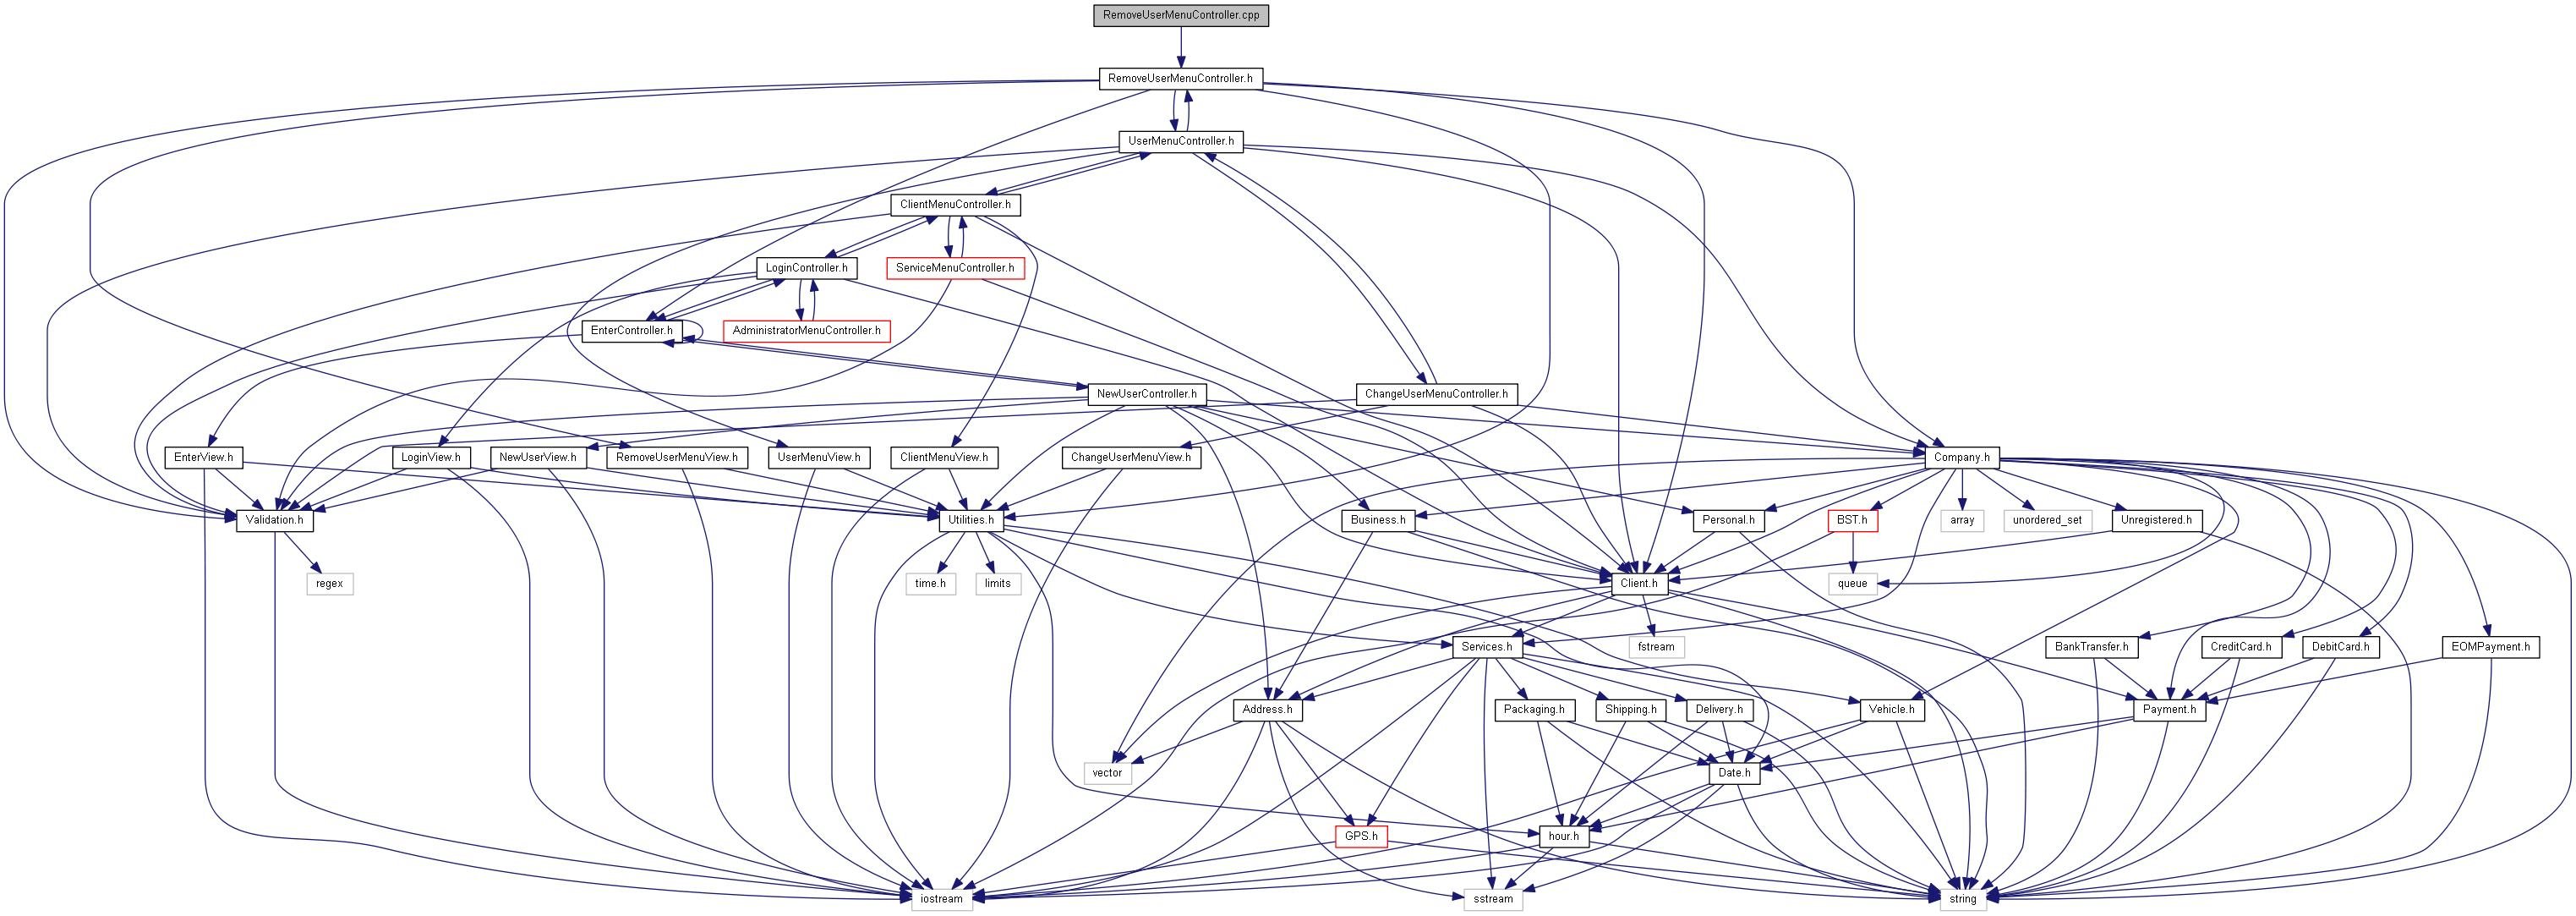 RemoveUserMenuController.cpp
RemoveUserMenuController.h
UserMenuController.h
ClientMenuController.h
LoginController.h
ServiceMenuController.h
EnterController.h
AdministratorMenuController.h
NewUserController.h
ChangeUserMenuController.h
EnterView.h
LoginView.h
NewUserView.h
RemoveUserMenuView.h
UserMenuView.h
ClientMenuView.h
ChangeUserMenuView.h
Company.h
Validation.h
Utilities.h
Business.h
Personal.h
BST.h
array
unordered_set
Unregistered.h
regex
time.h
limits
Client.h
queue
Services.h
fstream
BankTransfer.h
CreditCard.h
DebitCard.h
EOMPayment.h
Address.h
Packaging.h
Shipping.h
Delivery.h
Vehicle.h
Payment.h
vector
Date.h
GPS.h
hour.h
iostream
sstream
string